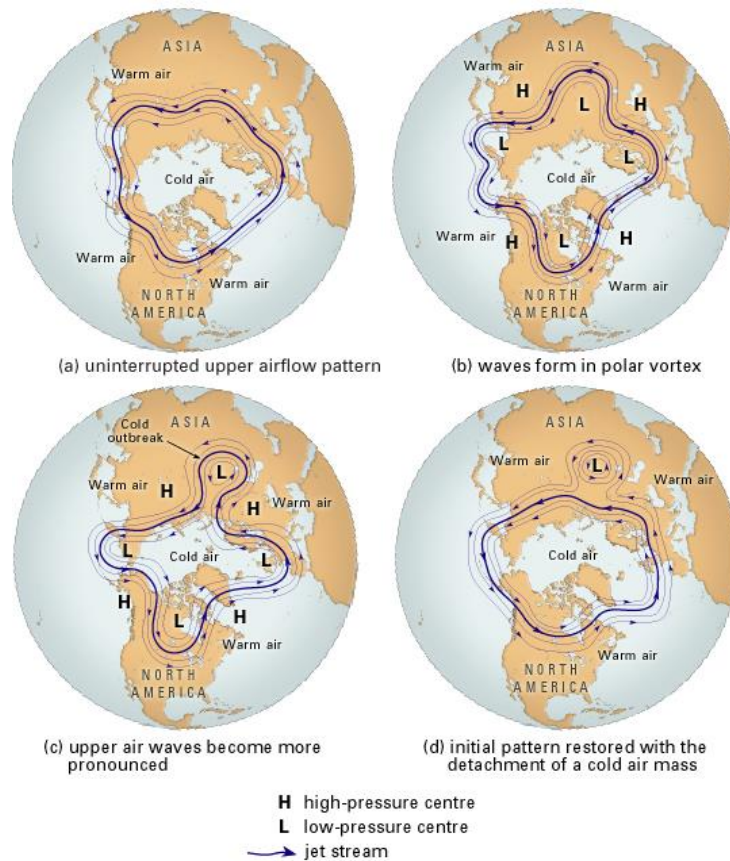 ASIA
Warm air
Cold air
Warm air
Warm air
NORTH
AMERICA
(a) uninterrupted upper airflow pattern
ASIA
Warm air
H
L
H
L
L
Cold air
Warm air
H
L
H
Warm air
NORTH
AMERICA
(b) waves form in polar vortex
ASIA
Cold
outbreak
L
Warm air
H
Warm air
H
L
Cold air
L
H
L
H
Warm air
NORTH
AMERICA
(c) upper air waves become more
pronounced
ASIA
Warm air
L
Warm air
Cold air
Warm air
NORTH
AMERICA
(d) initial pattern restored with the
detachment of a cold air mass
H high-pressure centre
L low-pressure centre
jet stream